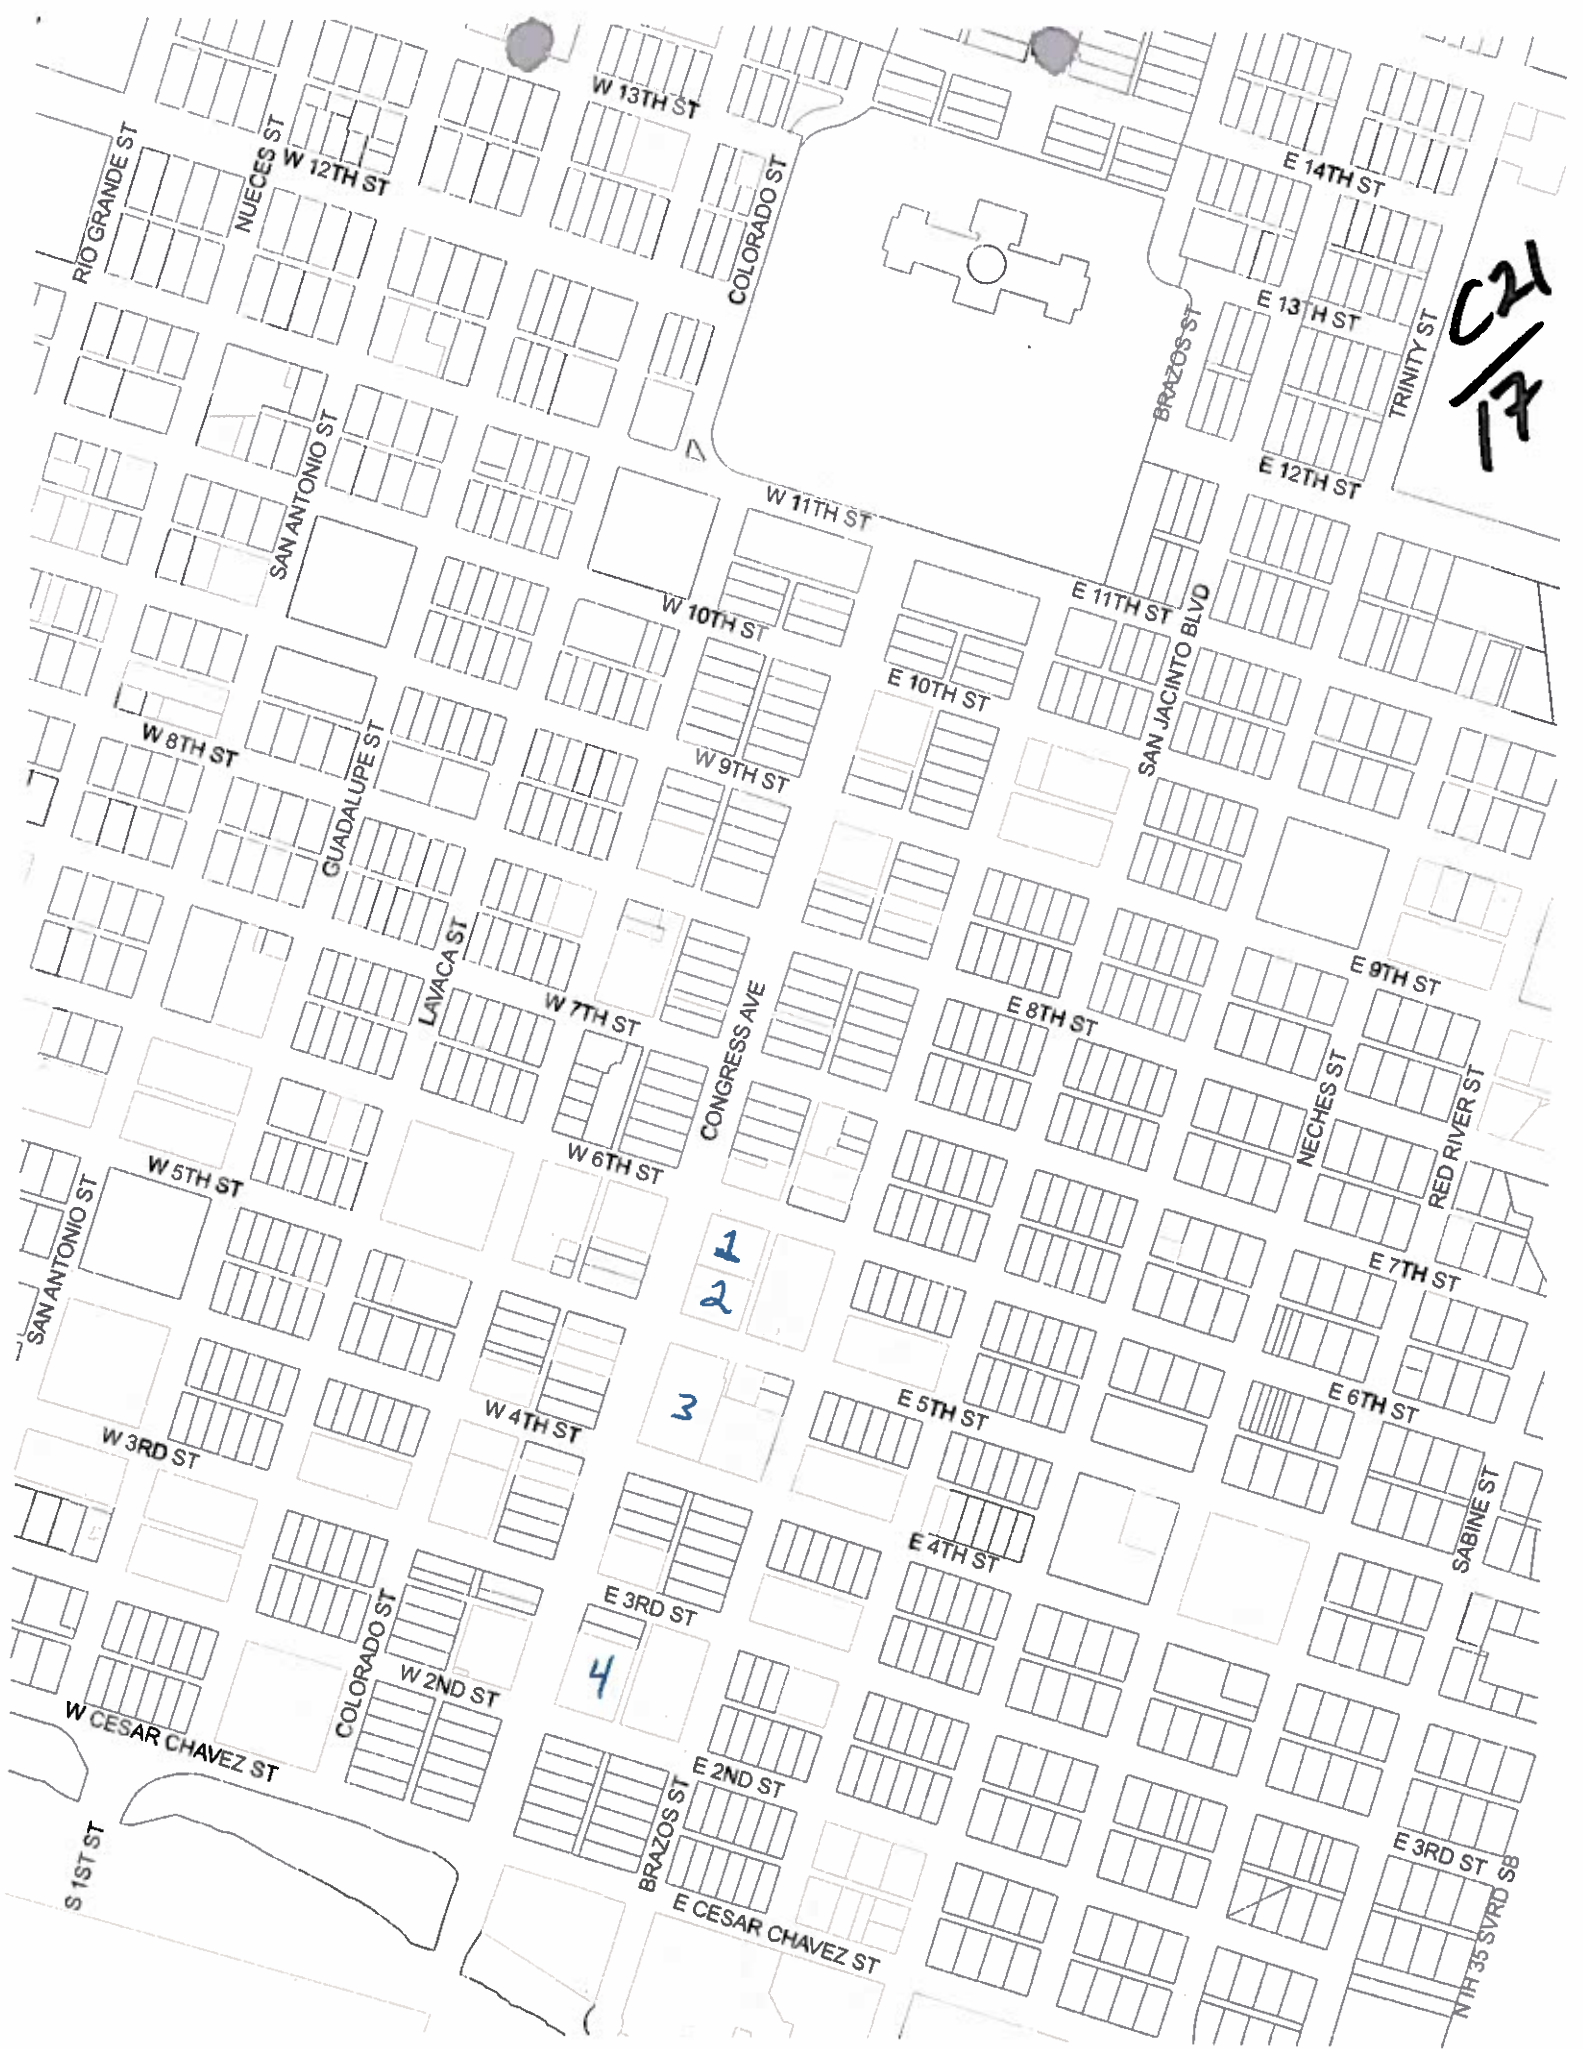 W 13TH ST
RIO GRANDE ST
NUECES ST
W 12TH ST
COLORADO ST
E 14TH ST
C21
17
E 13TH ST
BRAZOS ST
TRINITY ST
SAN ANTONIO ST
E 12TH ST
W 11TH ST
W 10TH ST
E 11TH ST
SAN JACINTO BLVD
E 10TH ST
W 8TH ST
GUADALUPE ST
W 9TH ST
LAVACA ST
E 9TH ST
W 7TH ST
CONGRESS AVE
E 8TH ST
NECHES ST
RED RIVER ST
W 6TH ST
W 5TH ST
SAN ANTONIO ST
1
2
E 7TH ST
3
W 4TH ST
E 5TH ST
E 6TH ST
W 3RD ST
SABINE ST
E 4TH ST
E 3RD ST
COLORADO ST
4
W 2ND ST
W CESAR CHAVEZ ST
E 2ND ST
BRAZOS ST
S 1ST ST
E 3RD ST
E CESAR CHAVEZ ST
N IH 35 SVRD SB